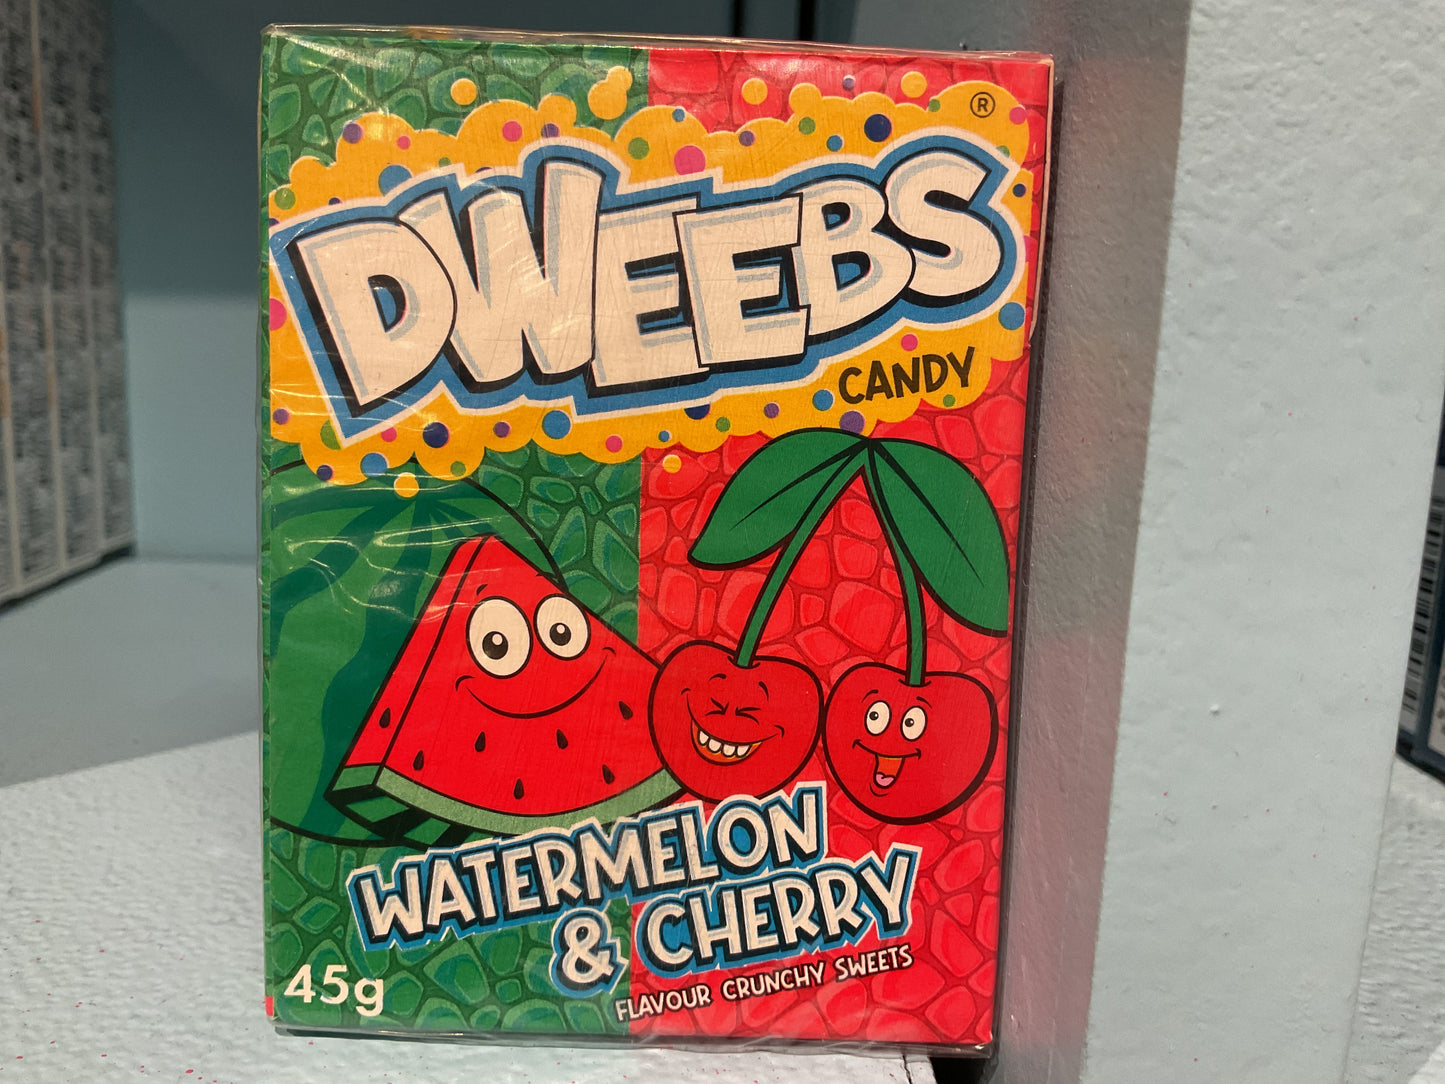 DWEEBS®
CANDY
WATERMELON
& CHERRY
FLAVOUR CRUNCHY SWEETS
45g